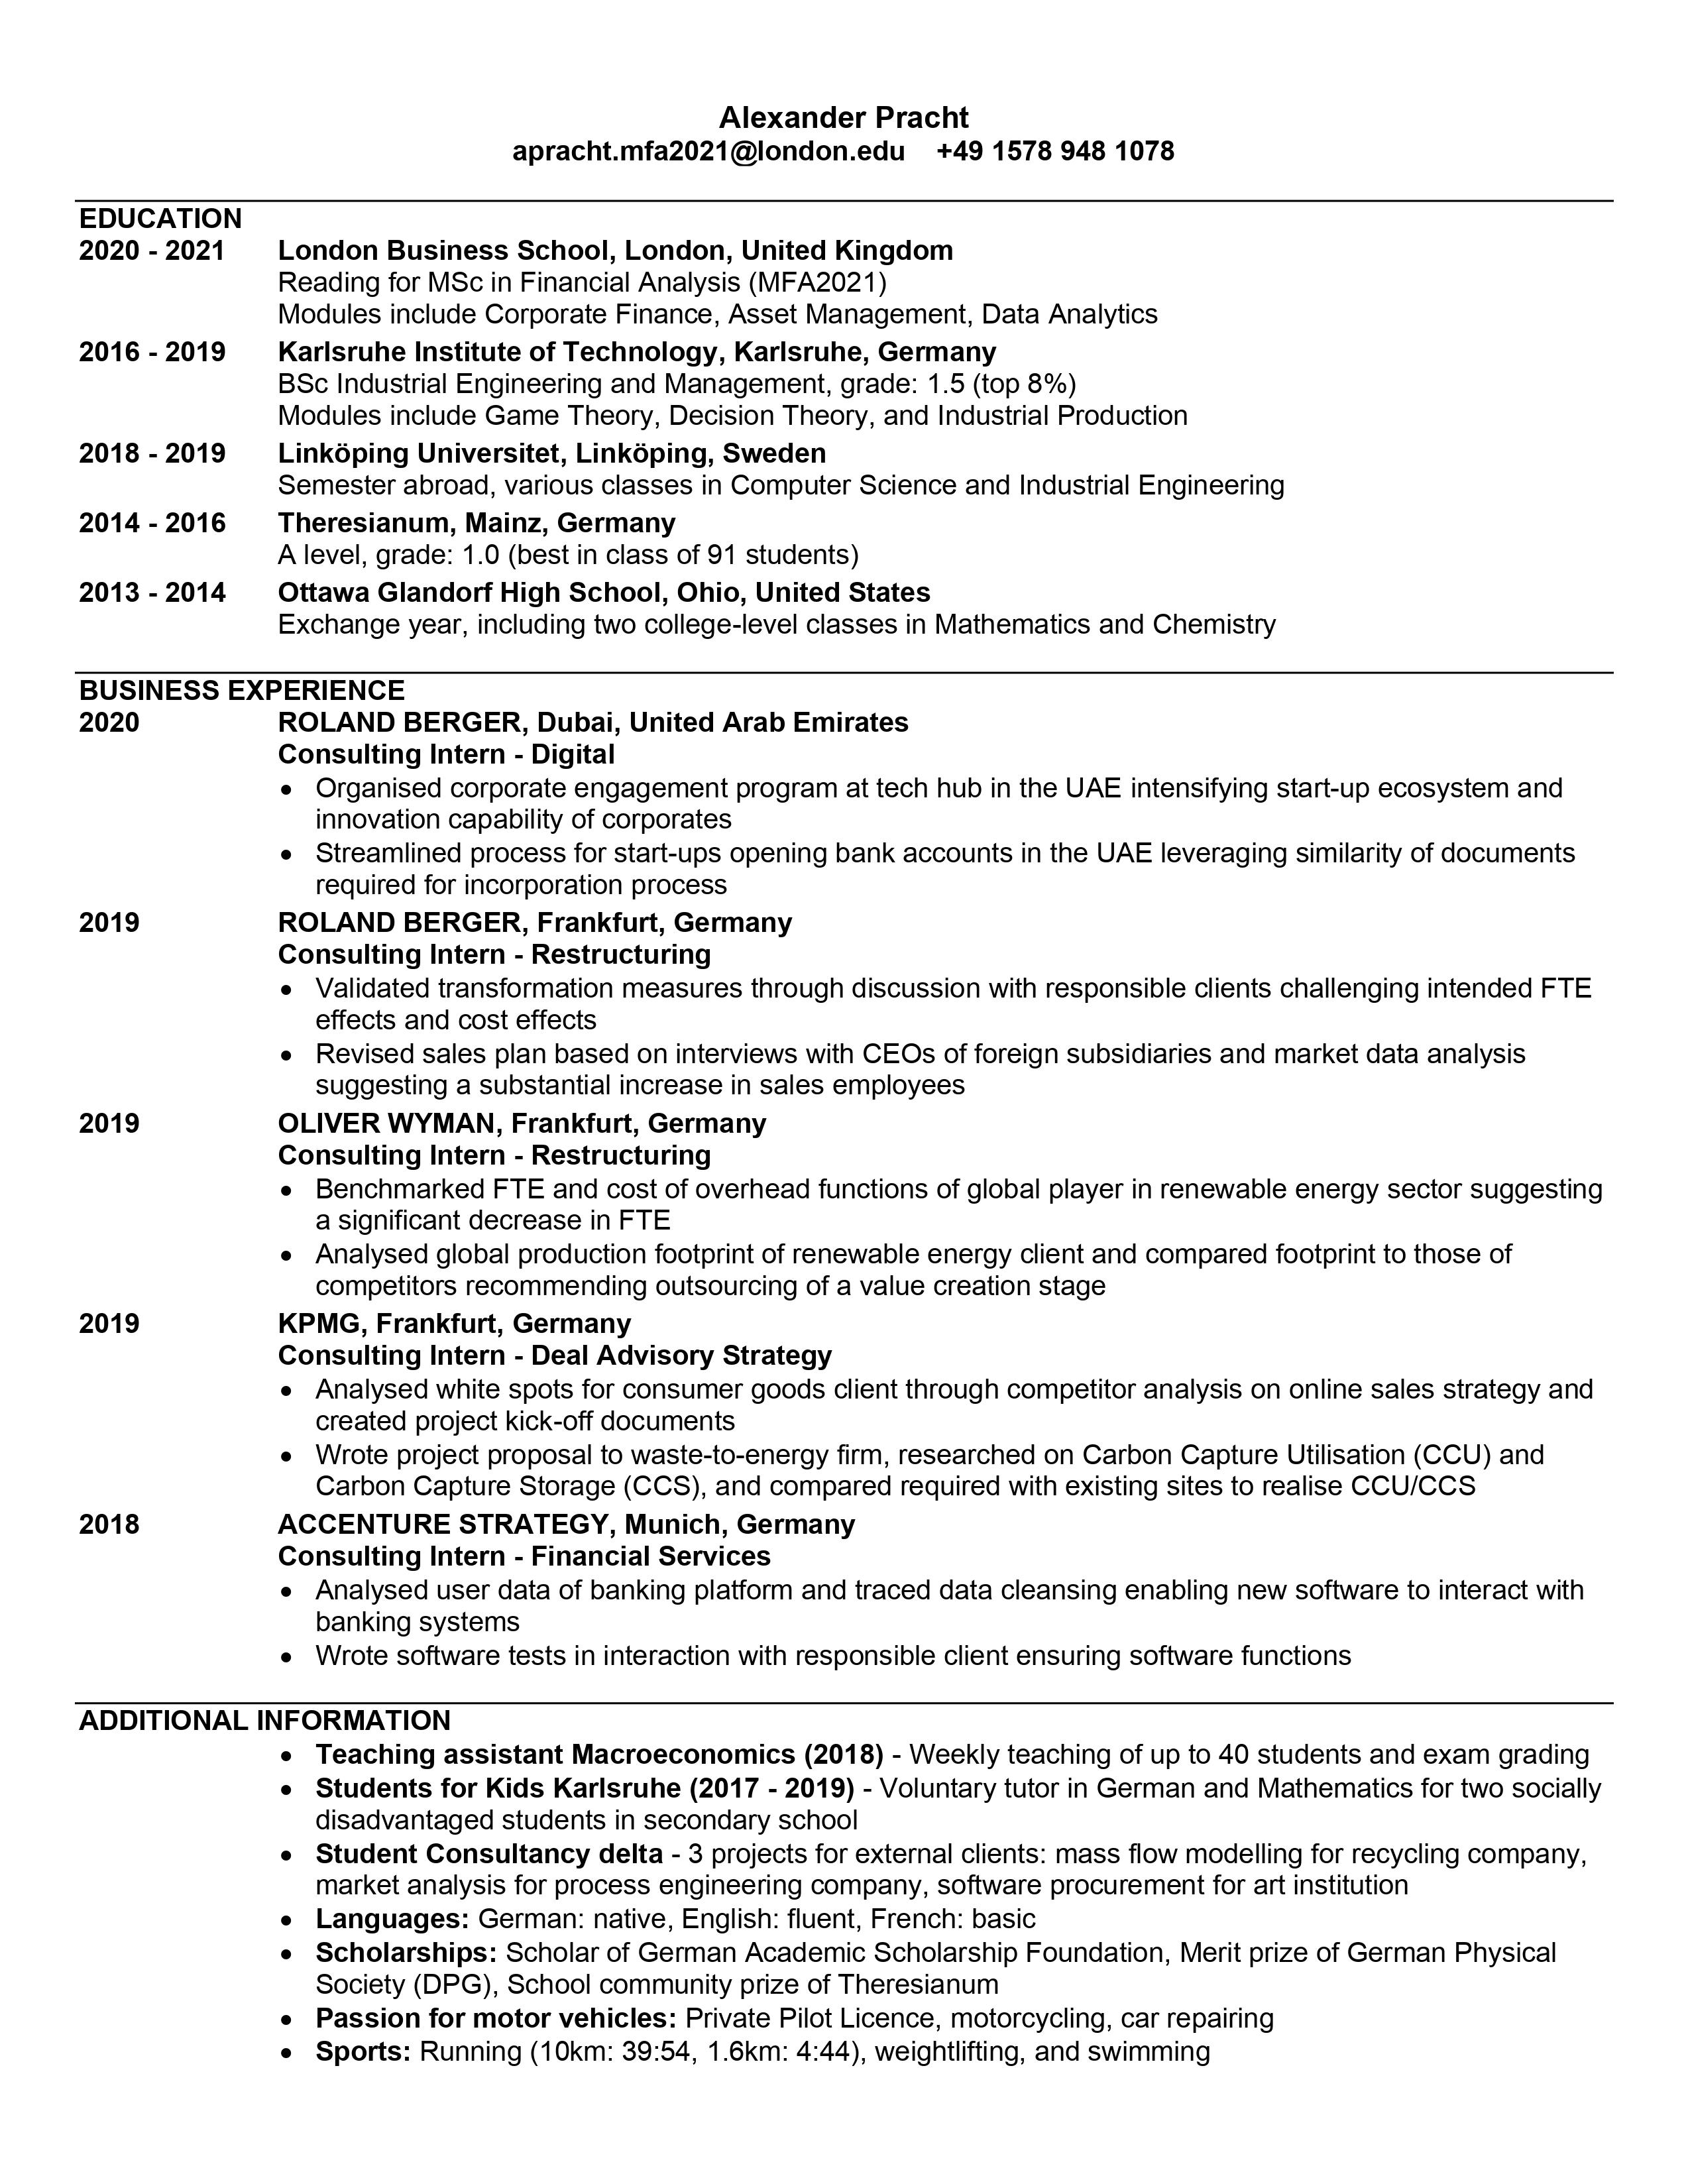 Alexander Pracht
apracht.mfa2021@london.edu +49 1578 948 1078
EDUCATION
2020 - 2021 London Business School, London, United Kingdom
Reading for MSc in Financial Analysis (MFA2021)
Modules include Corporate Finance, Asset Management, Data Analytics
2016 - 2019 Karlsruhe Institute of Technology, Karlsruhe, Germany
BSc Industrial Engineering and Management, grade: 1.5 (top 8%)
Modules include Game Theory, Decision Theory, and Industrial Production
2018 - 2019 Linköping Universitet, Linköping, Sweden
Semester abroad, various classes in Computer Science and Industrial Engineering
2014 - 2016 Theresianum, Mainz, Germany
A level, grade: 1.0 (best in class of 91 students)
2013 - 2014 Ottawa Glandorf High School, Ohio, United States
Exchange year, including two college-level classes in Mathematics and Chemistry
BUSINESS EXPERIENCE
2020 ROLAND BERGER, Dubai, United Arab Emirates
Consulting Intern - Digital
• Organised corporate engagement program at tech hub in the UAE intensifying start-up ecosystem and
innovation capability of corporates
• Streamlined process for start-ups opening bank accounts in the UAE leveraging similarity of documents
required for incorporation process
2019 ROLAND BERGER, Frankfurt, Germany
Consulting Intern - Restructuring
• Validated transformation measures through discussion with responsible clients challenging intended FTE
effects and cost effects
• Revised sales plan based on interviews with CEOs of foreign subsidiaries and market data analysis
suggesting a substantial increase in sales employees
2019 OLIVER WYMAN, Frankfurt, Germany
Consulting Intern - Restructuring
• Benchmarked FTE and cost of overhead functions of global player in renewable energy sector suggesting
a significant decrease in FTE
• Analysed global production footprint of renewable energy client and compared footprint to those of
competitors recommending outsourcing of a value creation stage
2019 KPMG, Frankfurt, Germany
Consulting Intern - Deal Advisory Strategy
• Analysed white spots for consumer goods client through competitor analysis on online sales strategy and
created project kick-off documents
• Wrote project proposal to waste-to-energy firm, researched on Carbon Capture Utilisation (CCU) and
Carbon Capture Storage (CCS), and compared required with existing sites to realise CCU/CCS
2018 ACCENTURE STRATEGY, Munich, Germany
Consulting Intern - Financial Services
• Analysed user data of banking platform and traced data cleansing enabling new software to interact with
banking systems
• Wrote software tests in interaction with responsible client ensuring software functions
ADDITIONAL INFORMATION
• Teaching assistant Macroeconomics (2018) - Weekly teaching of up to 40 students and exam grading
• Students for Kids Karlsruhe (2017 - 2019) - Voluntary tutor in German and Mathematics for two socially
disadvantaged students in secondary school
• Student Consultancy delta - 3 projects for external clients: mass flow modelling for recycling company,
market analysis for process engineering company, software procurement for art institution
• Languages: German: native, English: fluent, French: basic
• Scholarships: Scholar of German Academic Scholarship Foundation, Merit prize of German Physical
Society (DPG), School community prize of Theresianum
• Passion for motor vehicles: Private Pilot Licence, motorcycling, car repairing
• Sports: Running (10km: 39:54, 1.6km: 4:44), weightlifting, and swimming